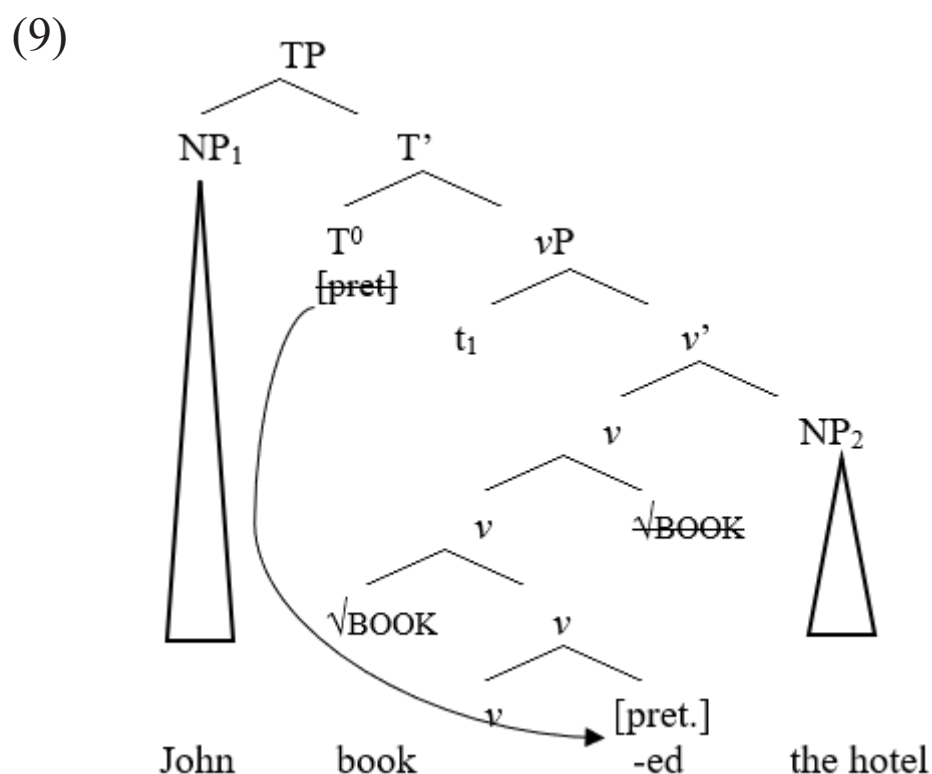 (9)
TP
NP₁ T’
T⁰ vP
[pret]
t₁ v’
v NP₂
v √BOOK
√BOOK v
v [pret.]
John book -ed the hotel